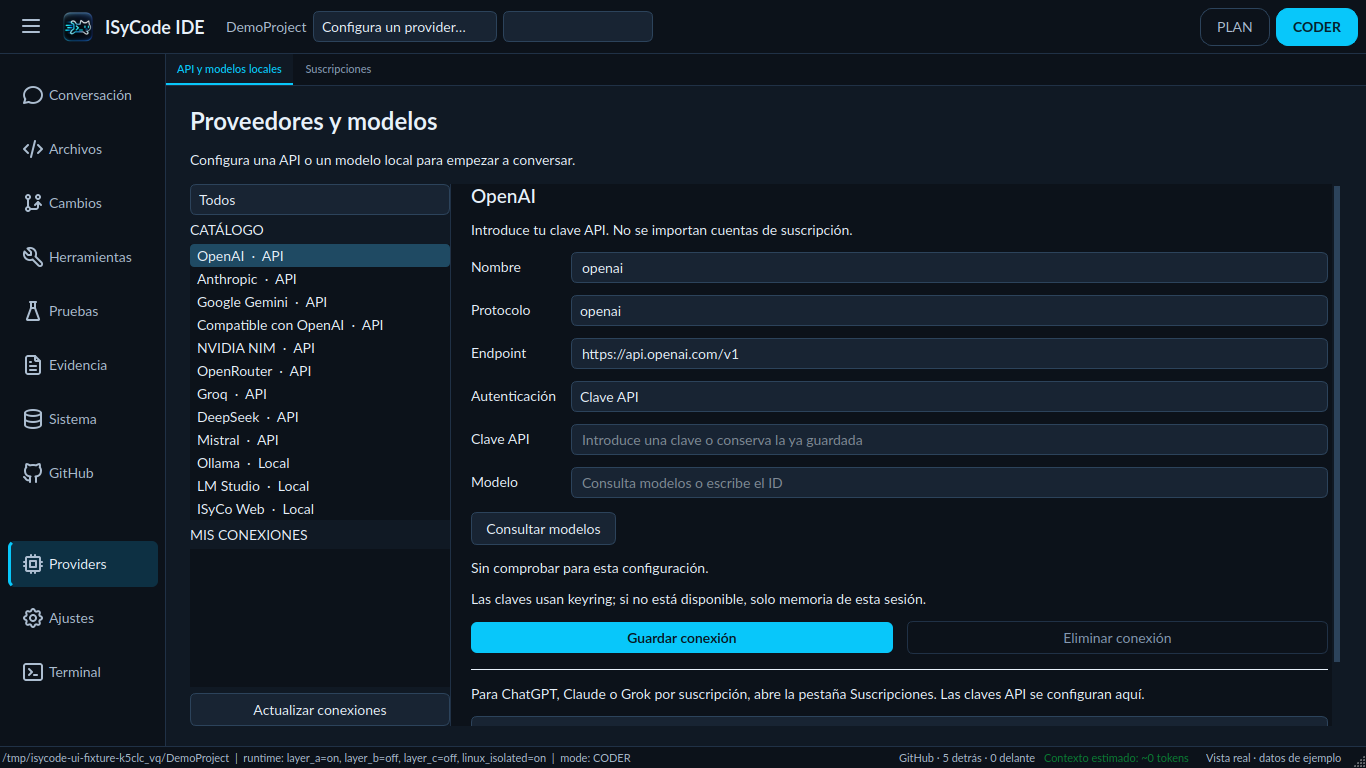 ISyCode IDE DemoProject Configura un provider... PLAN CODER
API y modelos locales Suscripciones
Conversación
Archivos
Cambios
Herramientas
Pruebas
Evidencia
Sistema
GitHub
Providers
Ajustes
Terminal
Proveedores y modelos
Configura una API o un modelo local para empezar a conversar.
Todos
CATÁLOGO
OpenAI · API
Anthropic · API
Google Gemini · API
Compatible con OpenAI · API
NVIDIA NIM · API
OpenRouter · API
Groq · API
DeepSeek · API
Mistral · API
Ollama · Local
LM Studio · Local
ISyCo Web · Local
MIS CONEXIONES
Actualizar conexiones
OpenAI
Introduce tu clave API. No se importan cuentas de suscripción.
Nombre openai
Protocolo openai
Endpoint https://api.openai.com/v1
Autenticación Clave API
Clave API Introduce una clave o conserva la ya guardada
Modelo Consulta modelos o escribe el ID
Consultar modelos
Sin comprobar para esta configuración.
Las claves usan keyring; si no está disponible, solo memoria de esta sesión.
Guardar conexión Eliminar conexión
Para ChatGPT, Claude o Grok por suscripción, abre la pestaña Suscripciones. Las claves API se configuran aquí.
/tmp/isycode-ui-fixture-k5clc_vq/DemoProject | runtime: layer_a=on, layer_b=off, layer_c=off, linux_isolated=on | mode: CODER GitHub · 5 detrás · 0 delante Contexto estimado: ~0 tokens Vista real · datos de ejemplo